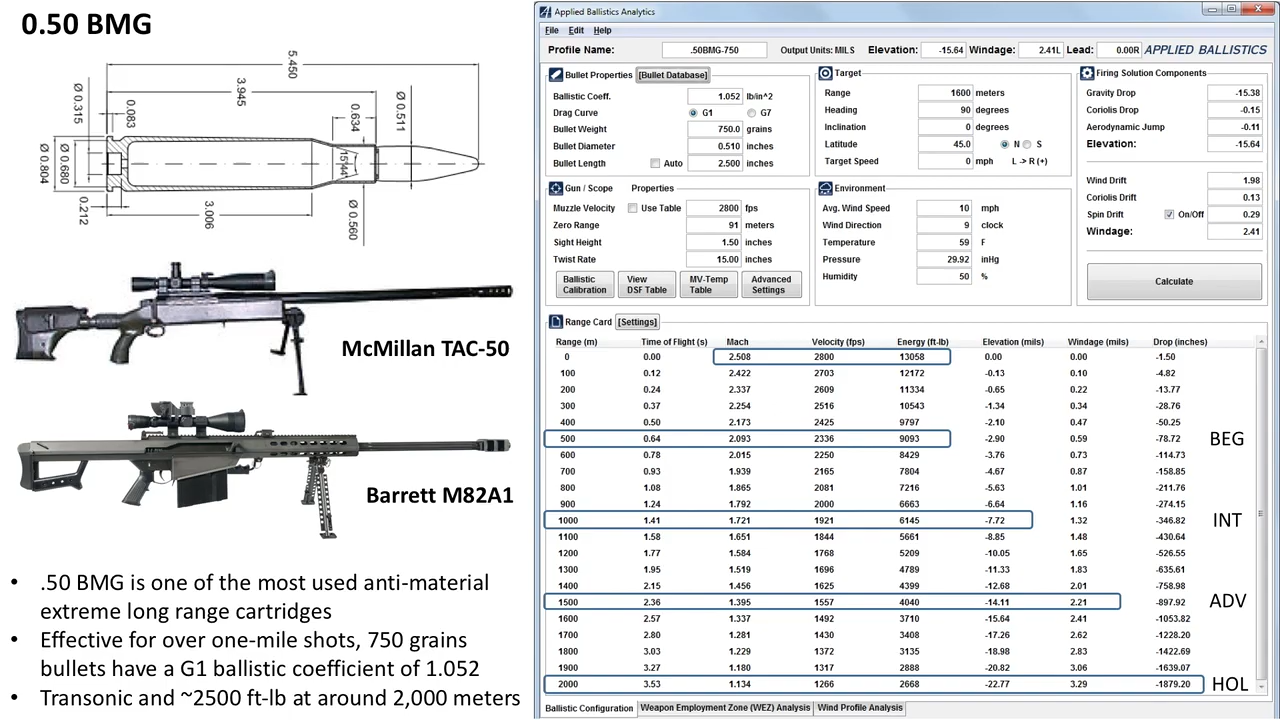 0.50 BMG
5.450
3.945
Ø 0.315
0.083
0.634
Ø 0.511
Ø 0.680
Ø 0.804
15°44'
0.212
3.006
Ø 0.560
McMillan TAC-50
Barrett M82A1
• .50 BMG is one of the most used anti-material
extreme long range cartridges
• Effective for over one-mile shots, 750 grains
bullets have a G1 ballistic coefficient of 1.052
• Transonic and ~2500 ft-lb at around 2,000 meters
Applied Ballistics Analytics
File Edit Help
Profile Name: .50BMG-750 Output Units: MILS Elevation: -15.64 Windage: 2.41L Lead: 0.00R APPLIED BALLISTICS
Bullet Properties [Bullet Database]
Ballistic Coeff. 1.052 lb/in^2
Drag Curve G1 G7
Bullet Weight 750.0 grains
Bullet Diameter 0.510 inches
Bullet Length Auto 2.500 inches
Target
Range 1600 meters
Heading 90 degrees
Inclination 0 degrees
Latitude 45.0 N S
Target Speed 0 mph L -> R (+)
Firing Solution Components
Gravity Drop -15.38
Coriolis Drop -0.15
Aerodynamic Jump -0.11
Elevation: -15.64
Wind Drift 1.98
Coriolis Drift 0.13
Spin Drift On/Off 0.29
Windage: 2.41
Calculate
Gun / Scope Properties
Muzzle Velocity Use Table 2800 fps
Zero Range 91 meters
Sight Height 1.50 inches
Twist Rate 15.00 inches
Ballistic Calibration
View DSF Table
MV-Temp Table
Advanced Settings
Environment
Avg. Wind Speed 10 mph
Wind Direction 9 clock
Temperature 59 F
Pressure 29.92 inHg
Humidity 50 %
Range Card [Settings]
Range (m) Time of Flight (s) Mach Velocity (fps) Energy (ft-lb) Elevation (mils) Windage (mils) Drop (inches)
0 0.00 2.508 2800 13058 0.00 0.00 -1.50
100 0.12 2.422 2703 12172 -0.13 0.10 -4.82
200 0.24 2.337 2609 11334 -0.65 0.22 -13.77
300 0.37 2.254 2516 10543 -1.34 0.34 -28.76
400 0.50 2.173 2425 9797 -2.10 0.47 -50.25
500 0.64 2.093 2336 9093 -2.90 0.59 -78.72 BEG
600 0.78 2.015 2250 8429 -3.76 0.73 -114.73
700 0.93 1.939 2165 7804 -4.67 0.87 -158.85
800 1.08 1.865 2081 7216 -5.63 1.01 -211.76
900 1.24 1.792 2000 6663 -6.64 1.16 -274.15
1000 1.41 1.721 1921 6145 -7.72 1.32 -346.82 INT
1100 1.58 1.651 1844 5661 -8.85 1.48 -430.64
1200 1.77 1.584 1768 5209 -10.05 1.65 -526.55
1300 1.95 1.519 1696 4789 -11.33 1.83 -635.61
1400 2.15 1.456 1625 4399 -12.68 2.01 -758.98
1500 2.36 1.395 1557 4040 -14.11 2.21 -897.92 ADV
1600 2.57 1.337 1492 3710 -15.64 2.41 -1053.82
1700 2.80 1.281 1430 3408 -17.26 2.62 -1228.20
1800 3.03 1.229 1372 3135 -18.98 2.83 -1422.69
1900 3.27 1.180 1317 2888 -20.82 3.06 -1639.07
2000 3.53 1.134 1266 2668 -22.77 3.29 -1879.20 HOL
Ballistic Configuration Weapon Employment Zone (WEZ) Analysis Wind Profile Analysis